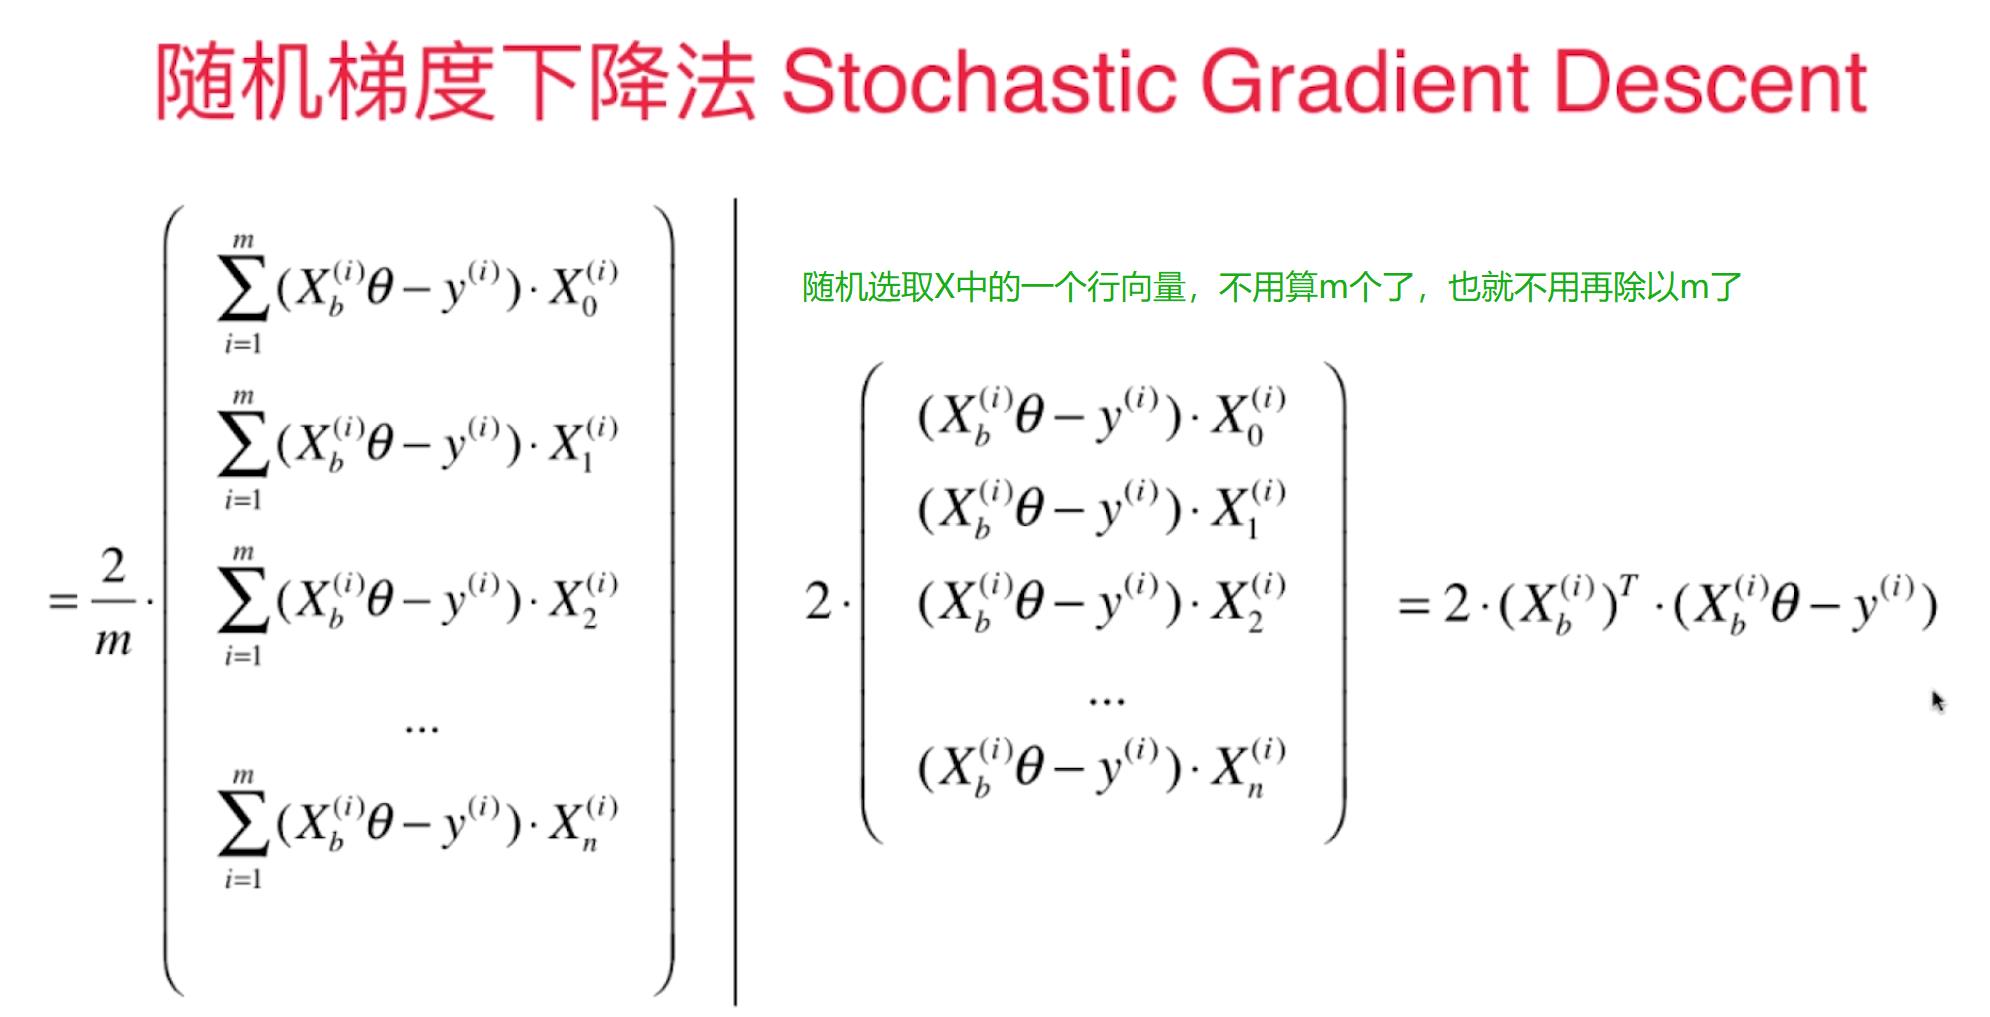 随机梯度下降法 Stochastic Gradient Descent
= \frac{2}{m} \cdot \begin{pmatrix} \sum_{i=1}^{m}(X_b^{(i)}\theta - y^{(i)}) \cdot X_0^{(i)} \\ \sum_{i=1}^{m}(X_b^{(i)}\theta - y^{(i)}) \cdot X_1^{(i)} \\ \sum_{i=1}^{m}(X_b^{(i)}\theta - y^{(i)}) \cdot X_2^{(i)} \\ ... \\ \sum_{i=1}^{m}(X_b^{(i)}\theta - y^{(i)}) \cdot X_n^{(i)} \end{pmatrix}
随机选取X中的一个行向量，不用算m个了，也就不用再除以m了
2 \cdot \begin{pmatrix} (X_b^{(i)}\theta - y^{(i)}) \cdot X_0^{(i)} \\ (X_b^{(i)}\theta - y^{(i)}) \cdot X_1^{(i)} \\ (X_b^{(i)}\theta - y^{(i)}) \cdot X_2^{(i)} \\ ... \\ (X_b^{(i)}\theta - y^{(i)}) \cdot X_n^{(i)} \end{pmatrix} = 2 \cdot (X_b^{(i)})^T \cdot (X_b^{(i)}\theta - y^{(i)})